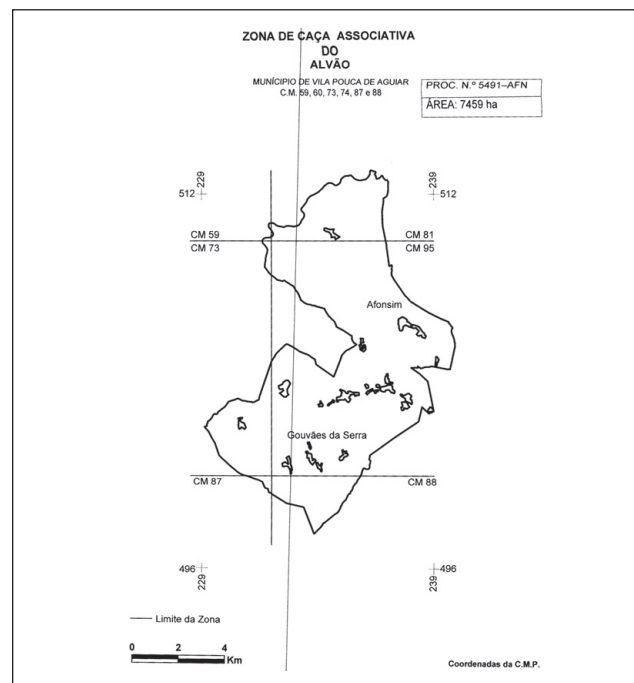 ZONA DE CAÇA ASSOCIATIVA
DO
ALVÃO
MUNÍCIPIO DE VILA POUCA DE AGUIAR
C.M. 59, 60, 73, 74, 87 e 88
PROC. N.º 5491–AFN
ÁREA: 7459 ha
229
239
512
512
CM 59
CM 81
CM 73
CM 95
Afonsim
Gouvães da Serra
CM 87
CM 88
496
496
229
239
Limite da Zona
0 2 4
Km
Coordenadas da C.M.P.